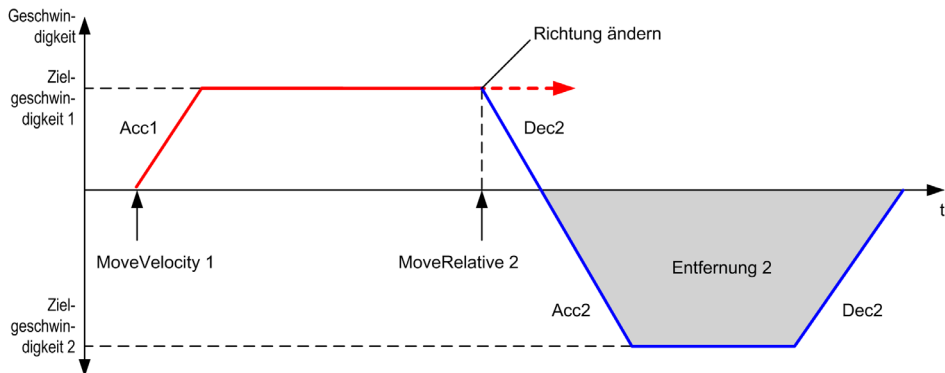 Geschwin-
digkeit
Richtung ändern
Ziel-
geschwin-
digkeit 1
Acc1
Dec2
t
MoveVelocity 1
MoveRelative 2
Entfernung 2
Ziel-
geschwin-
digkeit 2
Acc2
Dec2